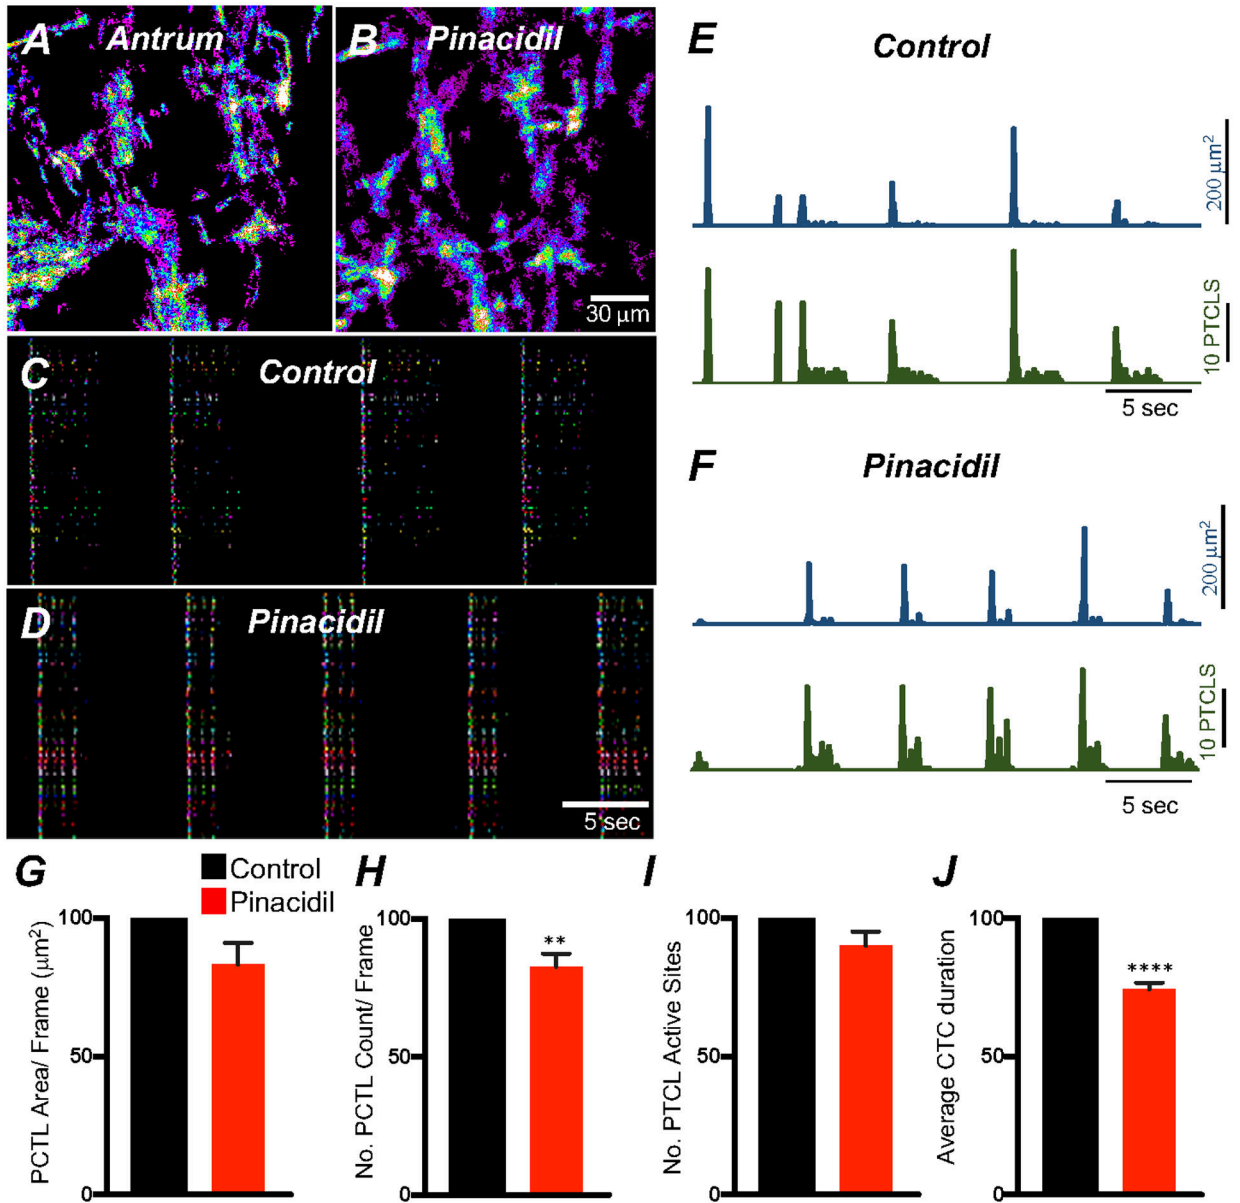 A Antrum
B Pinacidil
30 μm
C Control
D Pinacidil
5 sec
E Control
200 μm²
10 PTCLS
5 sec
F Pinacidil
200 μm²
10 PTCLS
5 sec
Control
Pinacidil
G
PCTL Area/ Frame (μm²)
100
50
0
H
No. PCTL Count/ Frame
100
50
0
**
I
No. PTCL Active Sites
100
50
0
J
Average CTC duration
100
50
0
****